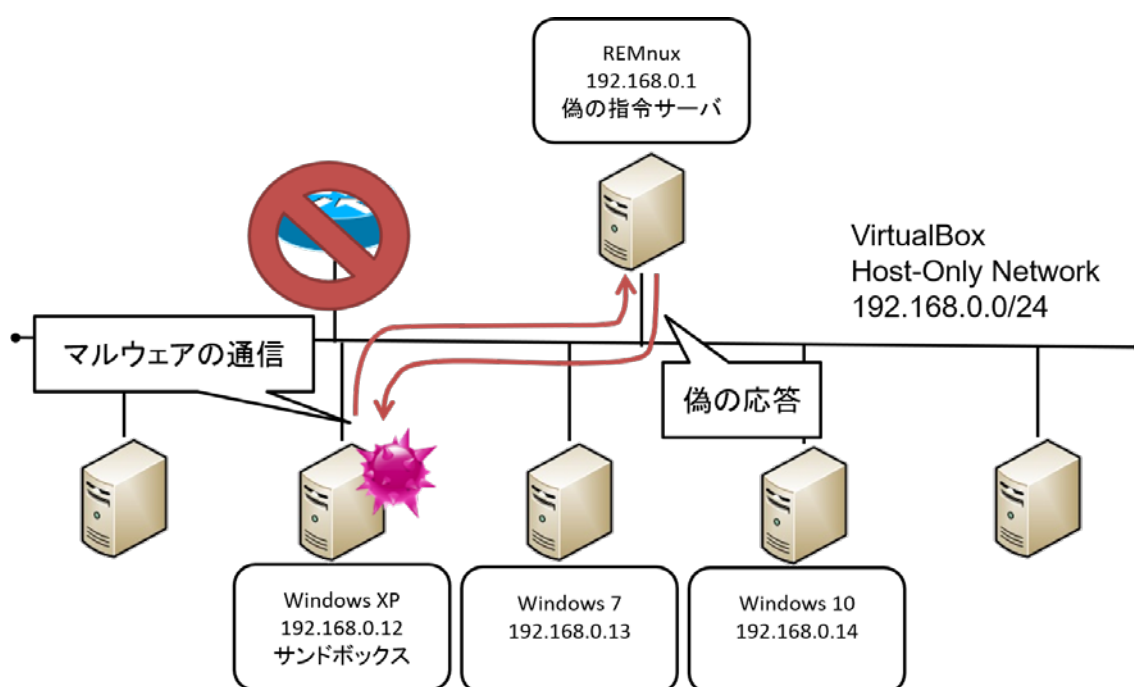 REMnux
192.168.0.1
偽の指令サーバ
VirtualBox
Host-Only Network
192.168.0.0/24
マルウェアの通信
偽の応答
Windows XP
192.168.0.12
サンドボックス
Windows 7
192.168.0.13
Windows 10
192.168.0.14